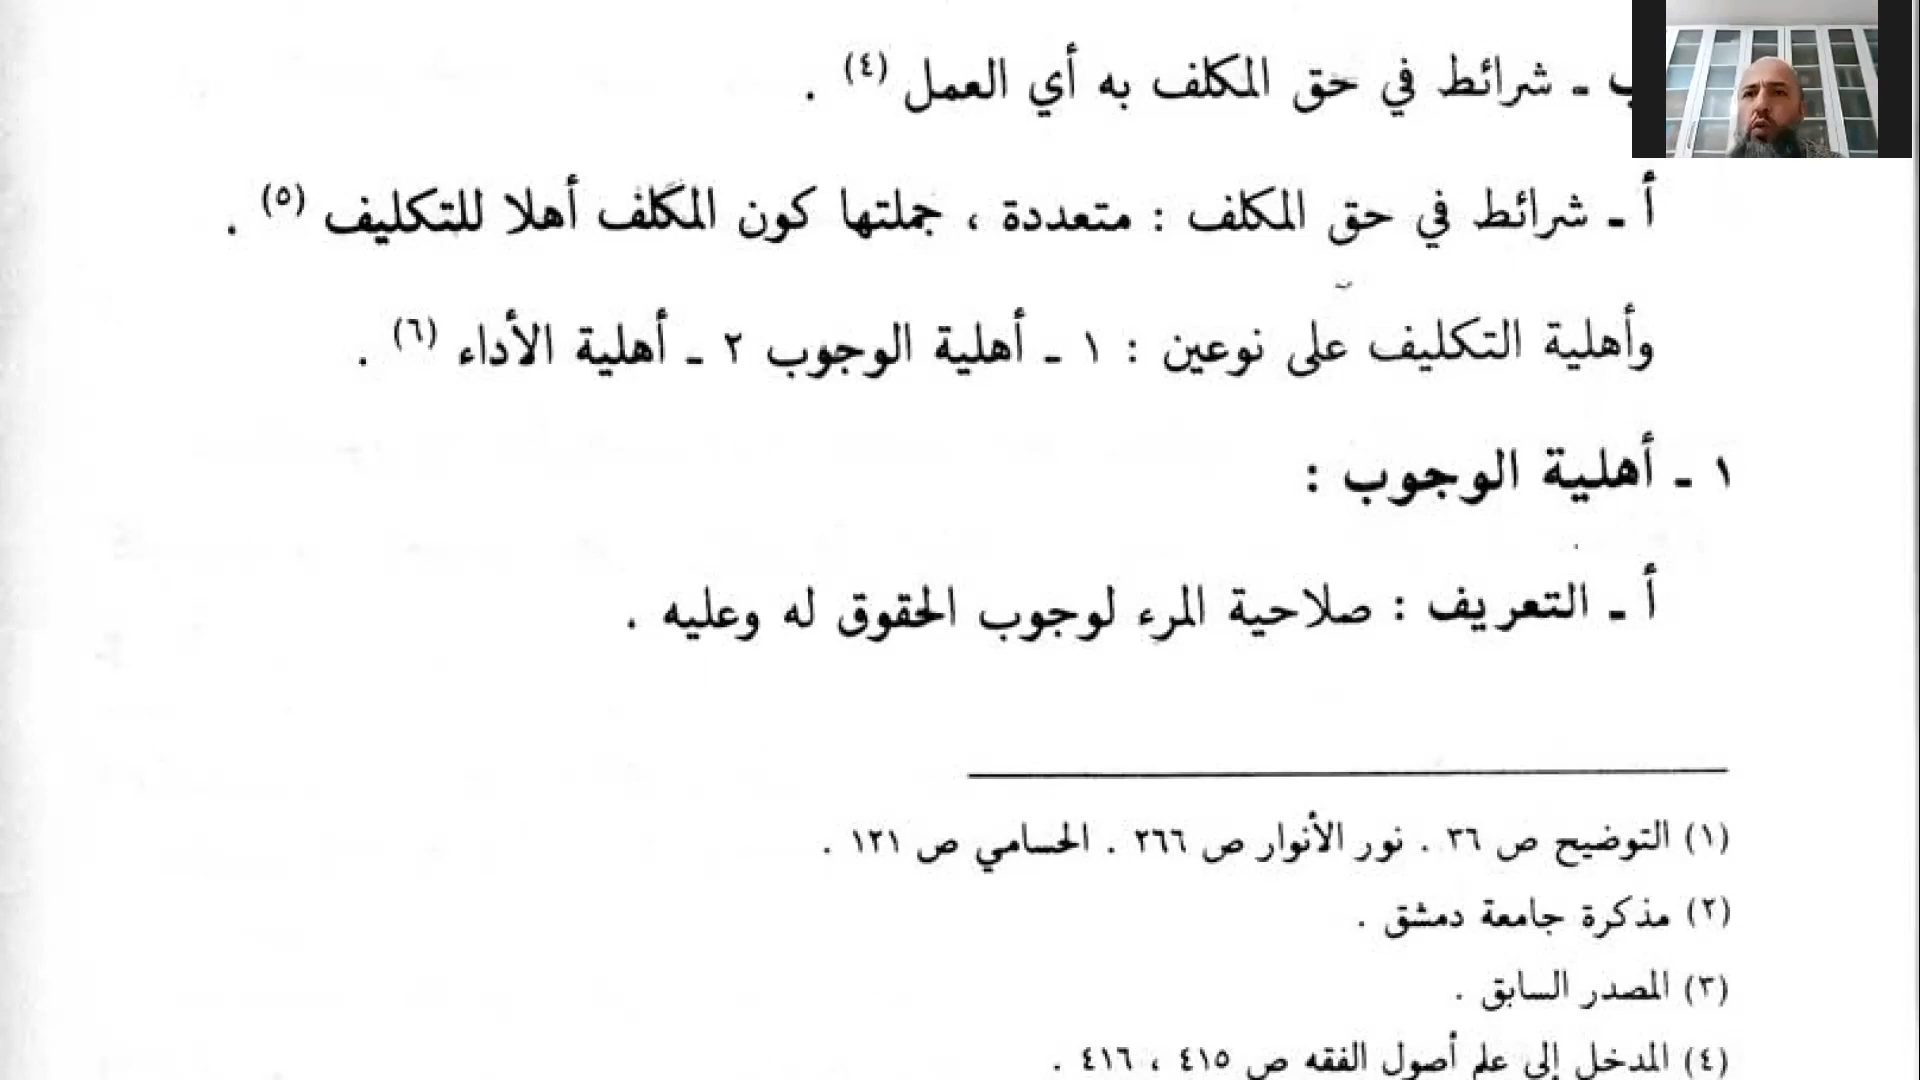 ب - شرائط في حق المكلف به أي العمل (٤) .
أ - شرائط في حق المكلف : متعددة ، جملتها كون المكلف أهلا للتكليف (٥) .
وأهلية التكليف على نوعين : ١ - أهلية الوجوب ٢ - أهلية الأداء (٦) .
١ - أهلية الوجوب :
أ - التعريف : صلاحية المرء لوجوب الحقوق له وعليه .
(١) التوضيح ص ٣٦ . نور الأنوار ص ٢٦٦ . الحسامي ص ١٢١ .
(٢) مذكرة جامعة دمشق .
(٣) المصدر السابق .
(٤) المدخل إلى علم أصول الفقه ص ٤١٥ ، ٤١٦ .